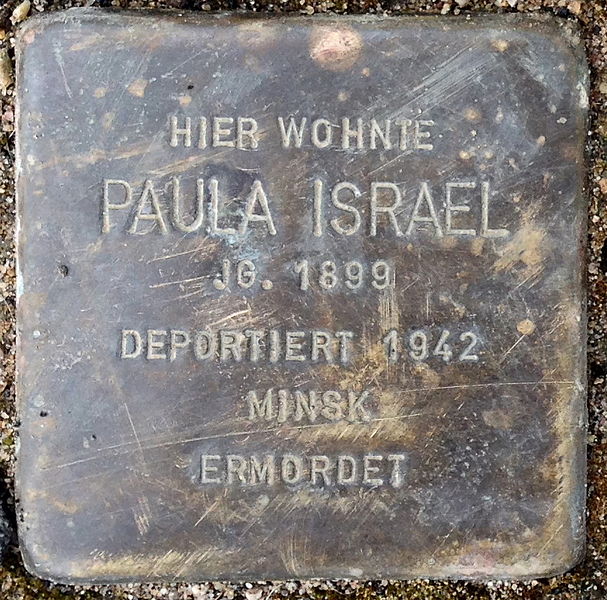 HIER WOHNTE
PAULA ISRAEL
JG. 1899
DEPORTIERT 1942
MINSK
ERMORDET